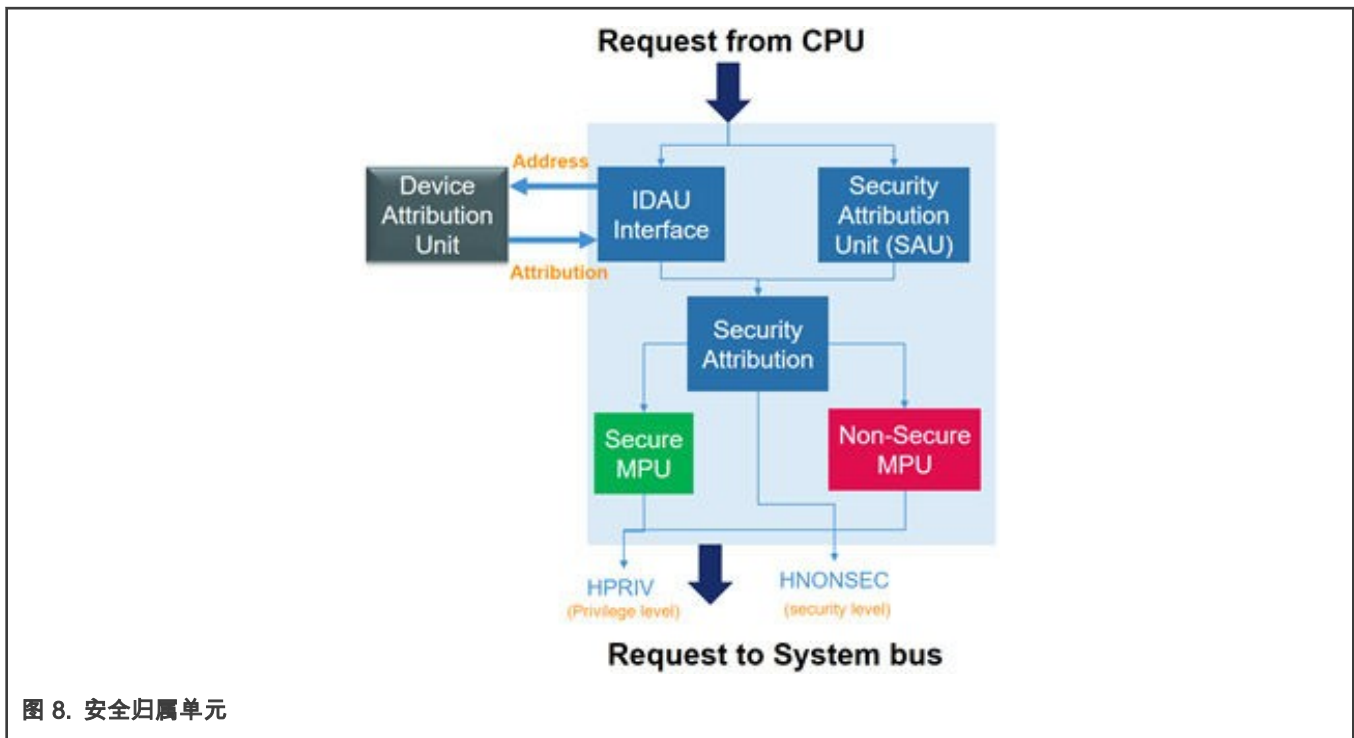 Request from CPU
Address
Device
Attribution
Unit
IDAU
Interface
Security
Attribution
Unit (SAU)
Attribution
Security
Attribution
Secure
MPU
Non-Secure
MPU
HPRIV
(Privilege level)
HNONSEC
(security level)
Request to System bus
图 8. 安全归属单元